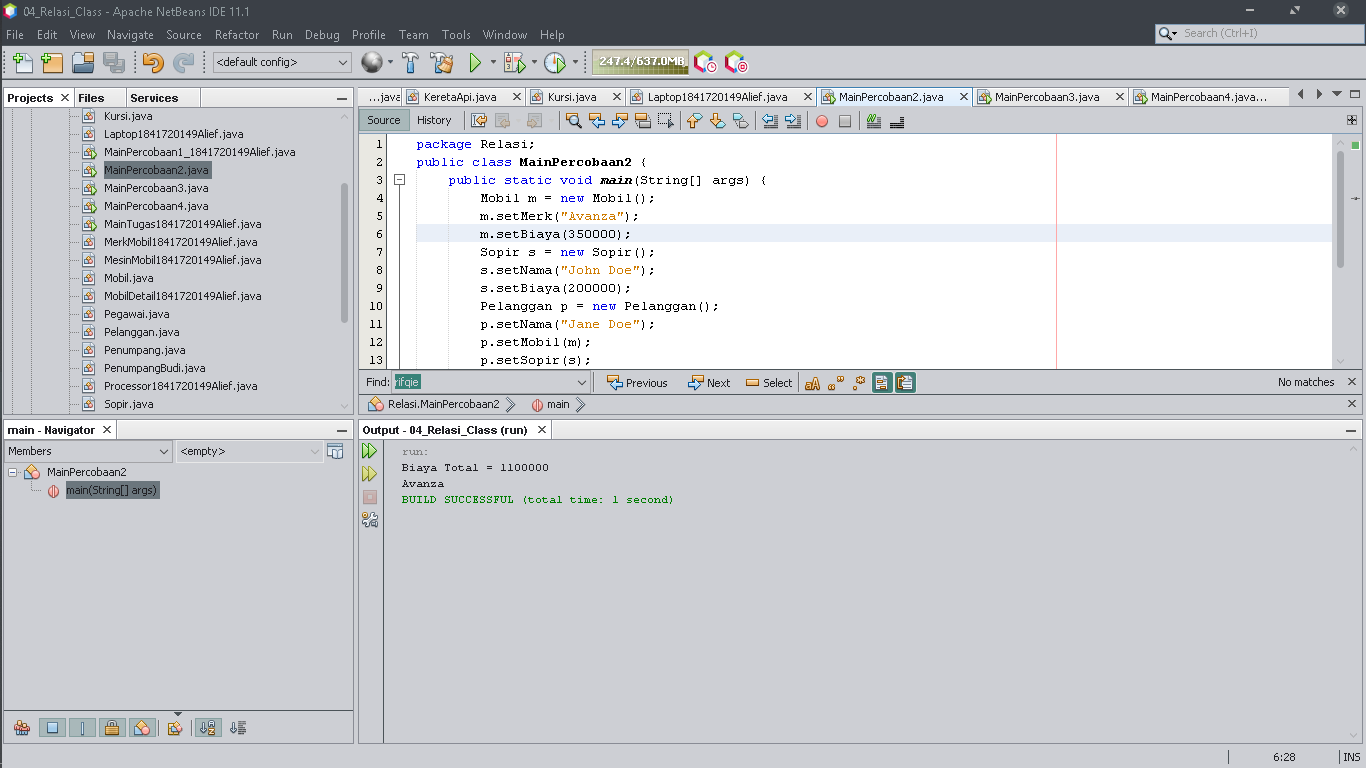 04_Relasi_Class - Apache NetBeans IDE 11.1
File Edit View Navigate Source Refactor Run Debug Profile Team Tools Window Help
Search (Ctrl+I)
<default config>
247.4/637.0MB
Projects Files Services
Kursi.java
Laptop1841720149Alief.java
MainPercobaan1_1841720149Alief.java
MainPercobaan2.java
MainPercobaan3.java
MainPercobaan4.java
MainTugas1841720149Alief.java
MerkMobil1841720149Alief.java
MesinMobil1841720149Alief.java
Mobil.java
MobilDetail1841720149Alief.java
Pegawai.java
Pelanggan.java
Penumpang.java
PenumpangBudi.java
Processor1841720149Alief.java
Sopir.java
...java KeretaApi.java Kursi.java Laptop1841720149Alief.java MainPercobaan2.java MainPercobaan3.java MainPercobaan4.java...
Source History
1 package Relasi;
2 public class MainPercobaan2 {
3 public static void main(String[] args) {
4 Mobil m = new Mobil();
5 m.setMerk("Avanza");
6 m.setBiaya(350000);
7 Sopir s = new Sopir();
8 s.setNama("John Doe");
9 s.setBiaya(200000);
10 Pelanggan p = new Pelanggan();
11 p.setNama("Jane Doe");
12 p.setMobil(m);
13 p.setSopir(s);
Find: rifqie Previous Next Select No matches
Relasi.MainPercobaan2 main
main - Navigator
Members <empty>
MainPercobaan2
main(String[] args)
Output - 04_Relasi_Class (run)
run:
Biaya Total = 1100000
Avanza
BUILD SUCCESSFUL (total time: 1 second)
6:28 INS